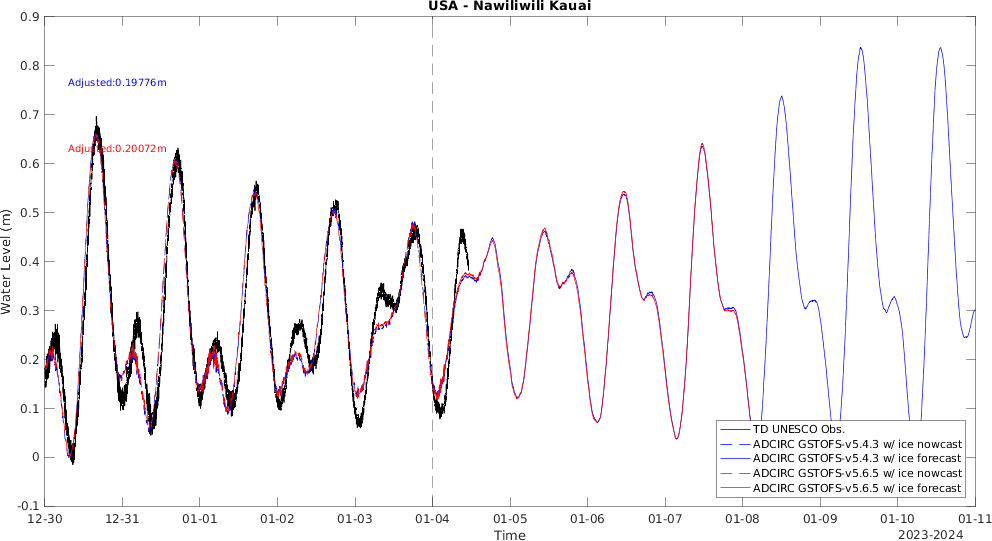 USA - Nawiliwili Kauai
0.9
0.8
0.7
0.6
0.5
0.4
0.3
0.2
0.1
0
-0.1
Water Level (m)
Adjusted:0.19776m
Adjusted:0.20072m
TD UNESCO Obs.
ADCIRC GSTOFS-v5.4.3 w/ ice nowcast
ADCIRC GSTOFS-v5.4.3 w/ ice forecast
ADCIRC GSTOFS-v5.6.5 w/ ice nowcast
ADCIRC GSTOFS-v5.6.5 w/ ice forecast
12-30 12-31 01-01 01-02 01-03 01-04 01-05 01-06 01-07 01-08 01-09 01-10 01-11
Time
2023-2024